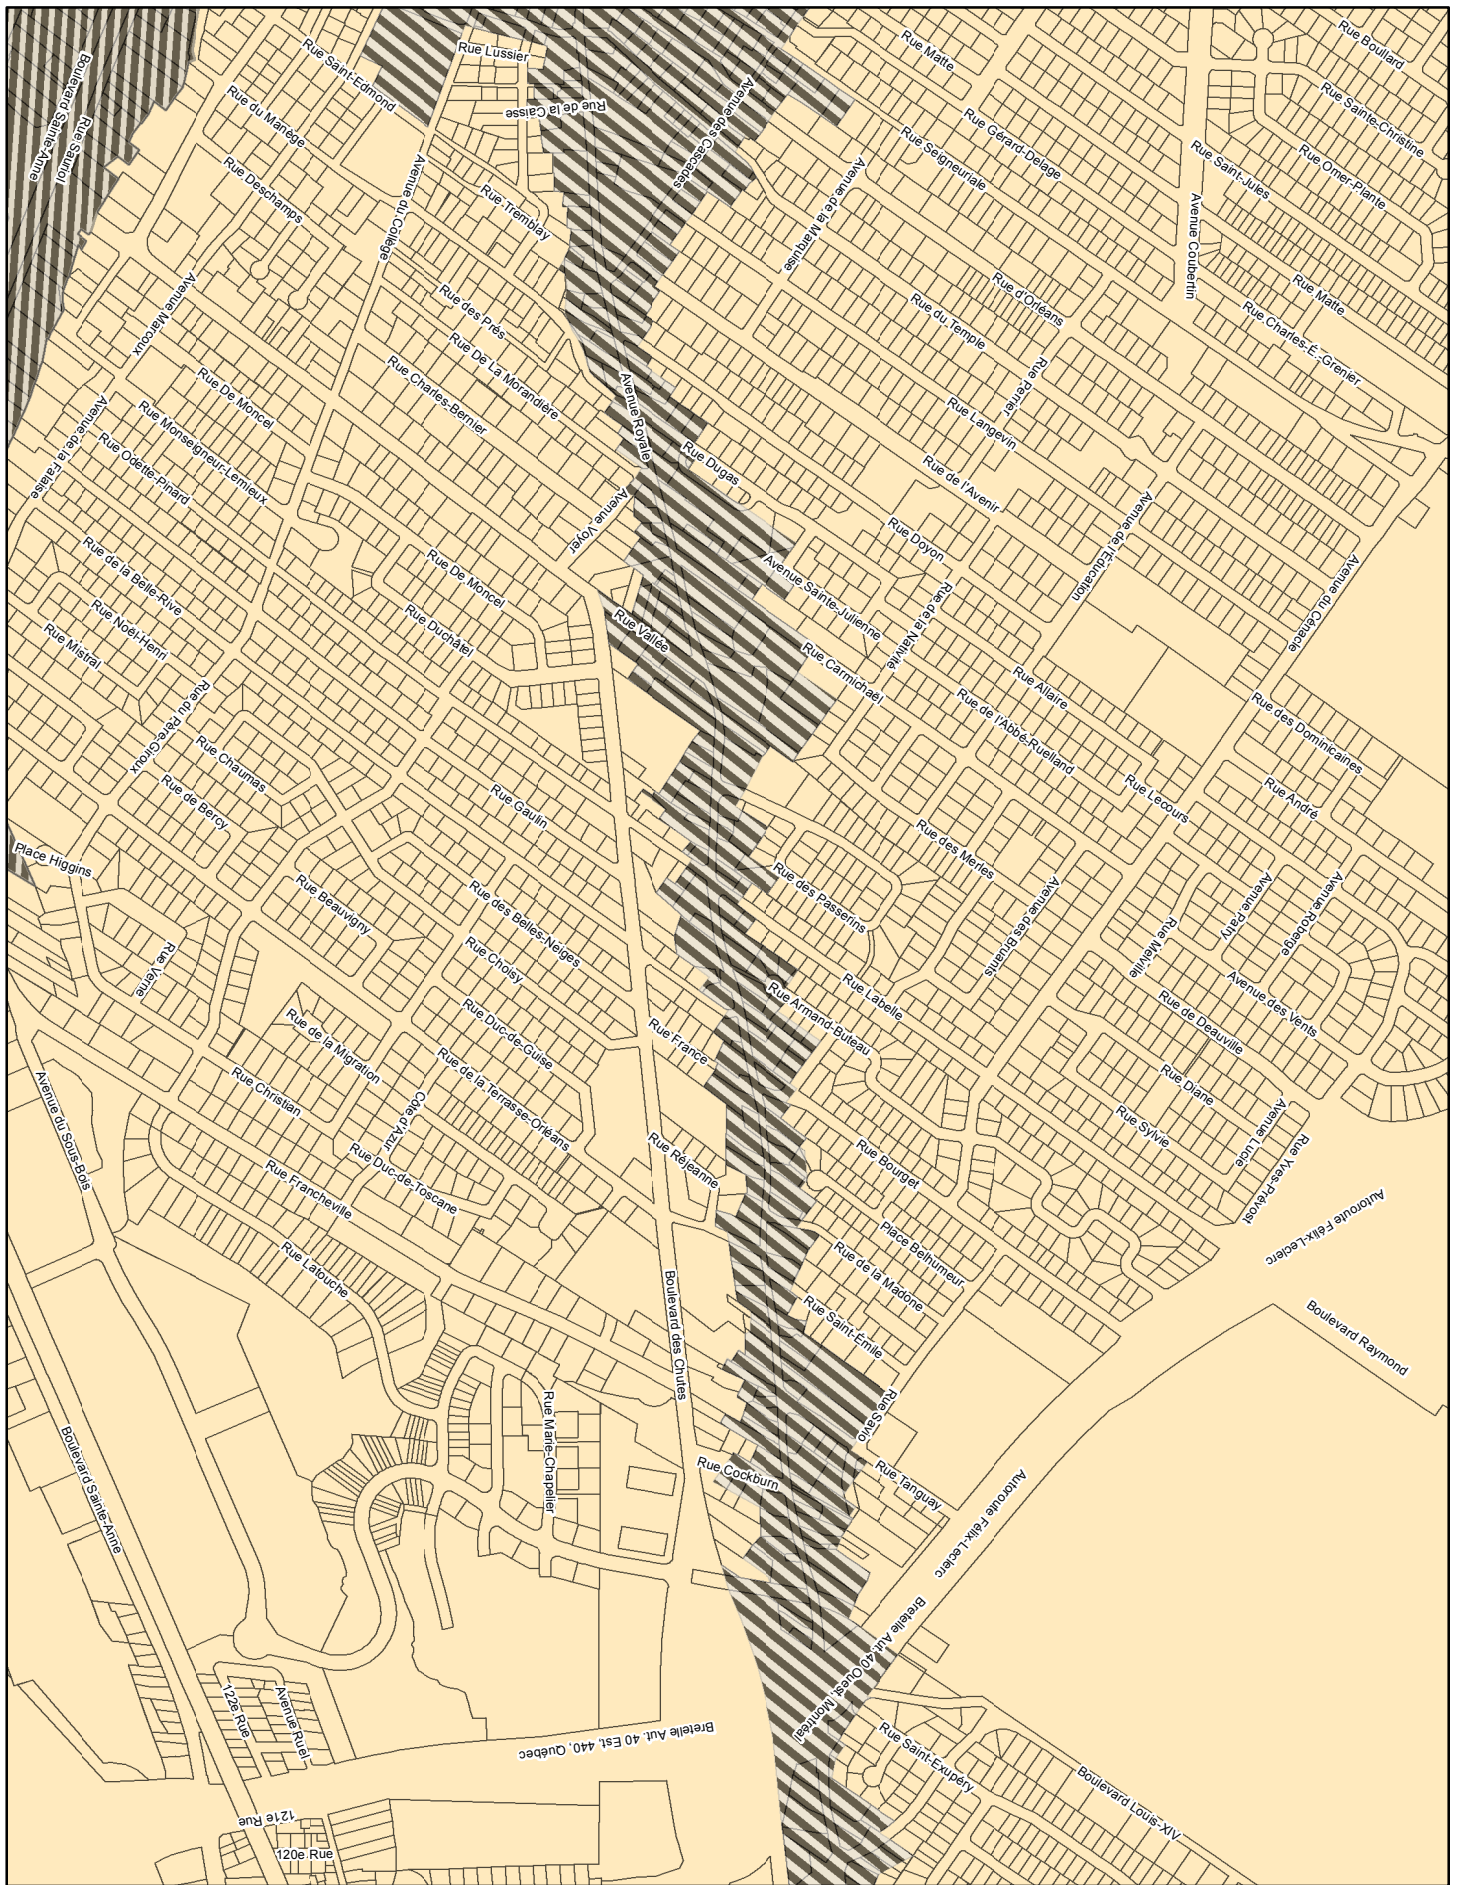 Rue Boullard
Rue Matte
Rue Lussier
Rue Saint-Edmond
Boulevard Sainte-Anne
Rue Saunol
Rue du Manège
Rue de la Caisse
Avenue des Cascades
Rue Sainte-Christine
Rue Gérard-Delage
Rue Seigneuriale
Rue Saint-Jules
Rue Omer-Plante
Rue Deschamps
Avenue du Collège
Rue Tremblay
Avenue de la Marquise
Avenue Coubertin
Rue des Prés
Rue d'Orléans
Rue Matte
Avenue Marcoux
Rue du Temple
Rue Charles-É.-Grenier
Rue De La Morandière
Rue Charles-Bernier
Rue De Moncel
Avenue Royale
Rue Perrier
Rue Langevin
Avenue de la Falaise
Rue Monseigneur-Lemieux
Rue Odette-Pinard
Rue Dugas
Rue de l'Avenir
Avenue Voyer
Rue Doyon
Avenue de l'Éducation
Rue de la Belle-Rive
Rue De Moncel
Avenue Sainte-Julienne
Rue de la Nativité
Avenue du Cénacle
Rue Noël-Henri
Rue Duchâtel
Rue Vallée
Rue Mistral
Rue Carmichaël
Rue Allaire
Rue du Père-Giroux
Rue de l'Abbé-Ruelland
Rue des Dominicaines
Rue Chaumas
Rue de Bercy
Rue Gaulin
Rue Lecours
Rue André
Place Higgins
Rue des Merles
Rue des Passerins
Rue Beauvigny
Rue des Belles-Neiges
Avenue des Bruants
Avenue Patry
Avenue Roberge
Rue Melville
Rue Choisy
Rue Verne
Rue Labelle
Avenue des Vents
Rue Armand-Buteau
Rue de Deauville
Rue Duc-de-Guise
Rue de la Migration
Rue France
Rue de la Terrasse-Orléans
Rue Christian
Côte d'Azur
Rue Diane
Avenue du Sous-Bois
Rue Sylvie
Avenue Lucie
Rue Duc-de-Toscane
Rue Réjeanne
Rue Bourget
Rue Yves-Prévost
Rue Francheville
Autoroute Félix-Leclerc
Place Belhumeur
Rue de la Madone
Rue Latouche
Boulevard des Chutes
Rue Saint-Émile
Boulevard Raymond
Rue Marie-Chapelier
Rue Savio
Boulevard Sainte-Anne
Rue Cockburn
Rue Tanguay
Autoroute Félix-Leclerc
Bretelle Aut. 40 Ouest, Montréal
122e Rue
Avenue Ruel
Bretelle Aut. 40 Est, 440, Québec
Rue Saint-Exupéry
Boulevard Louis-XIV
121e Rue
120e Rue